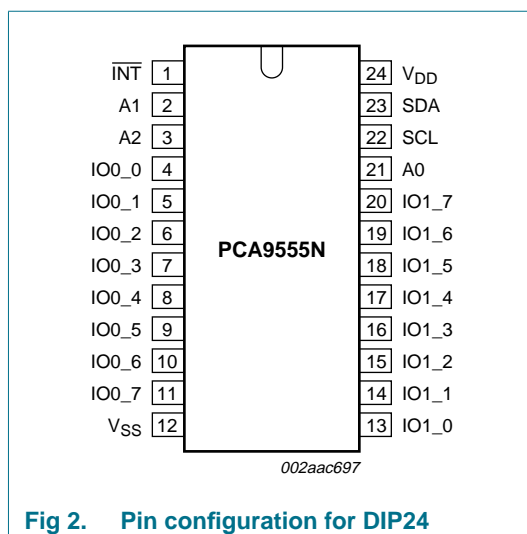 I̅N̅T̅ 1 24 VDD
A1 2 23 SDA
A2 3 22 SCL
IO0_0 4 21 A0
IO0_1 5 20 IO1_7
IO0_2 6 19 IO1_6
PCA9555N
IO0_3 7 18 IO1_5
IO0_4 8 17 IO1_4
IO0_5 9 16 IO1_3
IO0_6 10 15 IO1_2
IO0_7 11 14 IO1_1
VSS 12 13 IO1_0
002aac697
Fig 2. Pin configuration for DIP24